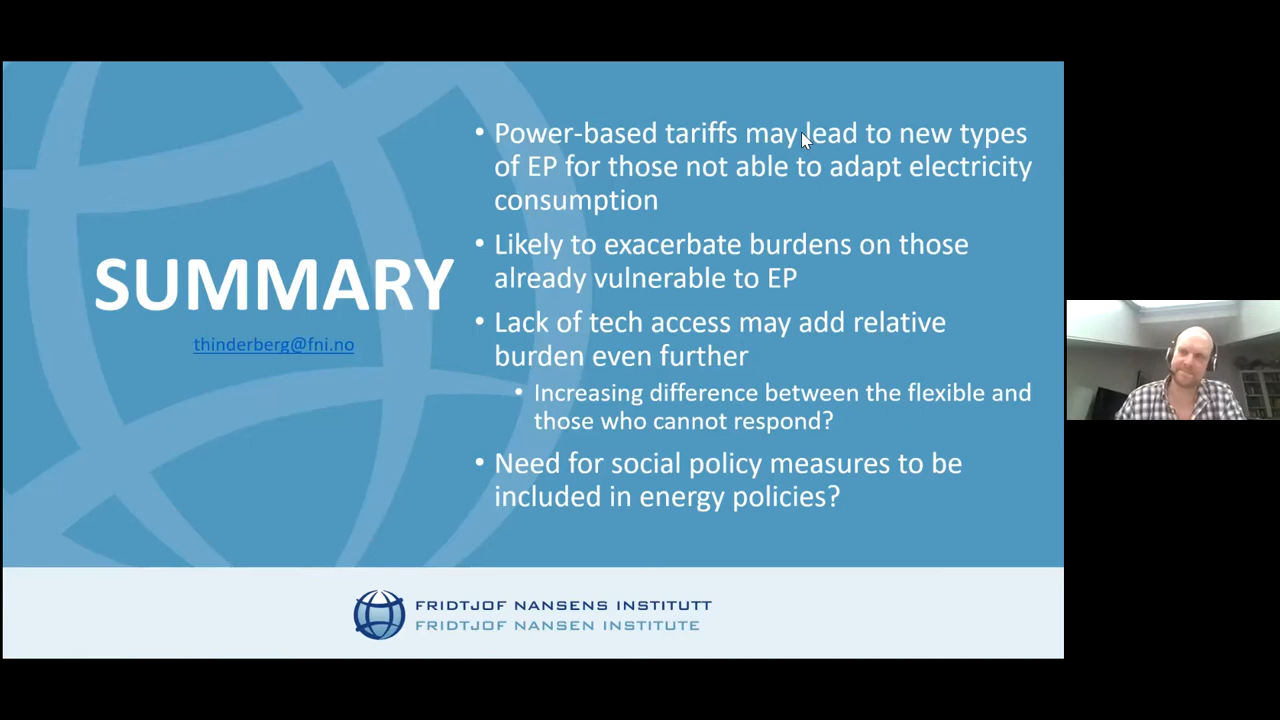 SUMMARY
thinderberg@fni.no
• Power-based tariffs may lead to new types
of EP for those not able to adapt electricity
consumption
• Likely to exacerbate burdens on those
already vulnerable to EP
• Lack of tech access may add relative
burden even further
• Increasing difference between the flexible and
those who cannot respond?
• Need for social policy measures to be
included in energy policies?
FRIDTJOF NANSENS INSTITUTT
FRIDTJOF NANSEN INSTITUTE